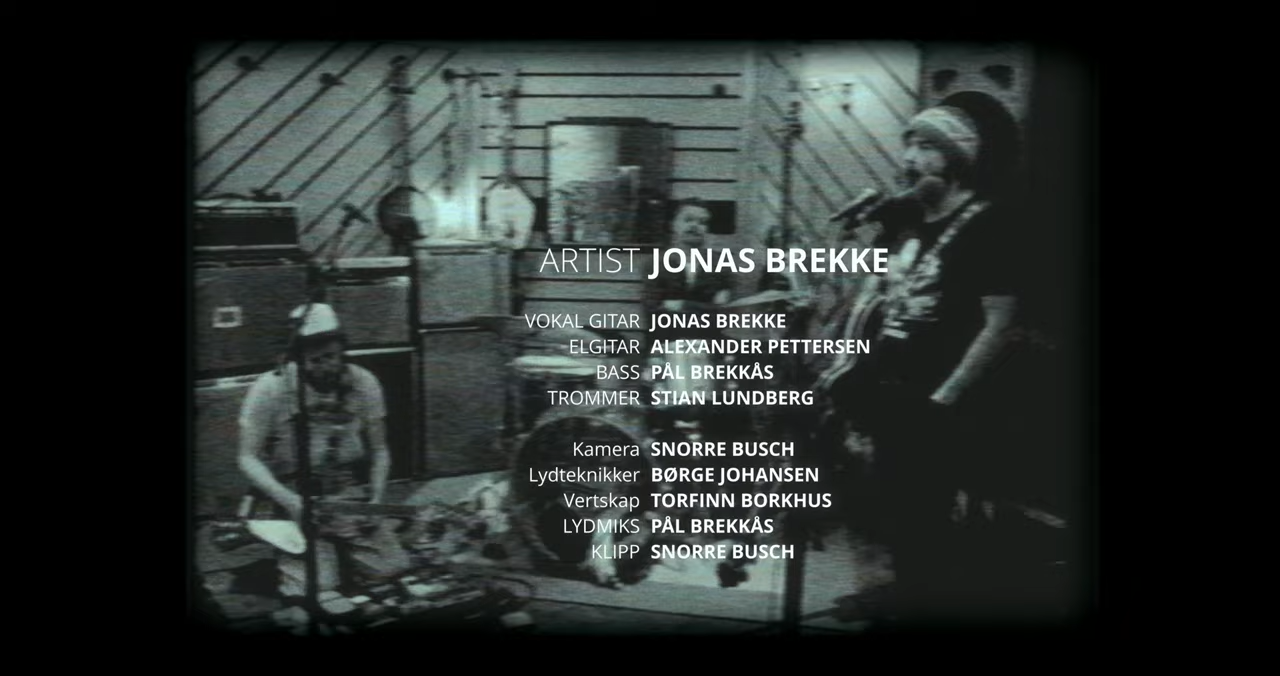 ARTIST JONAS BREKKE
VOKAL GITAR JONAS BREKKE
ELGITAR ALEXANDER PETTERSEN
BASS PÅL BREKKÅS
TROMMER STIAN LUNDBERG
Kamera SNORRE BUSCH
Lydteknikker BØRGE JOHANSEN
Vertskap TORFINN BORKHUS
LYDMIKS PÅL BREKKÅS
KLIPP SNORRE BUSCH